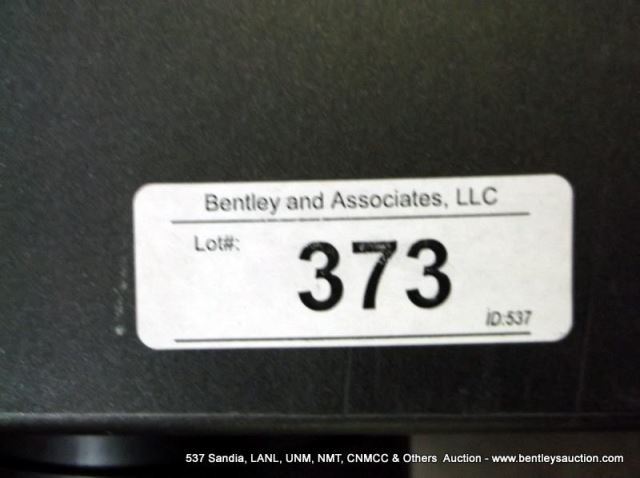 Bentley and Associates, LLC
Lot#:
373
ID:537
537 Sandia, LANL, UNM, NMT, CNMCC & Others Auction - www.bentleysauction.com